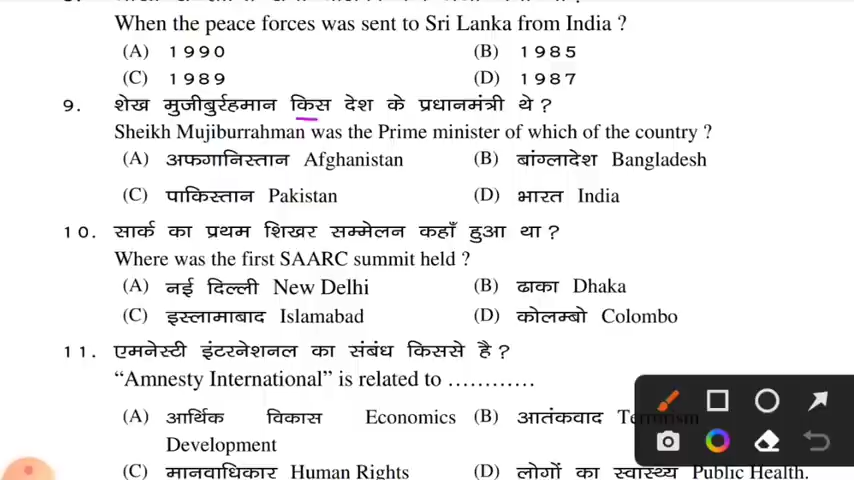 When the peace forces was sent to Sri Lanka from India ?
(A) 1990 (B) 1985
(C) 1989 (D) 1987
9. शेख मुजीबुर्रहमान किस देश के प्रधानमंत्री थे ?
Sheikh Mujiburrahman was the Prime minister of which of the country ?
(A) अफगानिस्तान Afghanistan (B) बांग्लादेश Bangladesh
(C) पाकिस्तान Pakistan (D) भारत India
10. सार्क का प्रथम शिखर सम्मेलन कहाँ हुआ था ?
Where was the first SAARC summit held ?
(A) नई दिल्ली New Delhi (B) ढाका Dhaka
(C) इस्लामाबाद Islamabad (D) कोलम्बो Colombo
11. एमनेस्टी इंटरनेशनल का संबंध किससे है ?
“Amnesty International” is related to ............
(A) आर्थिक विकास Economics (B) आतंकवाद Terrorism
Development
(C) मानवाधिकार Human Rights (D) लोगों का स्वास्थ्य Public Health.